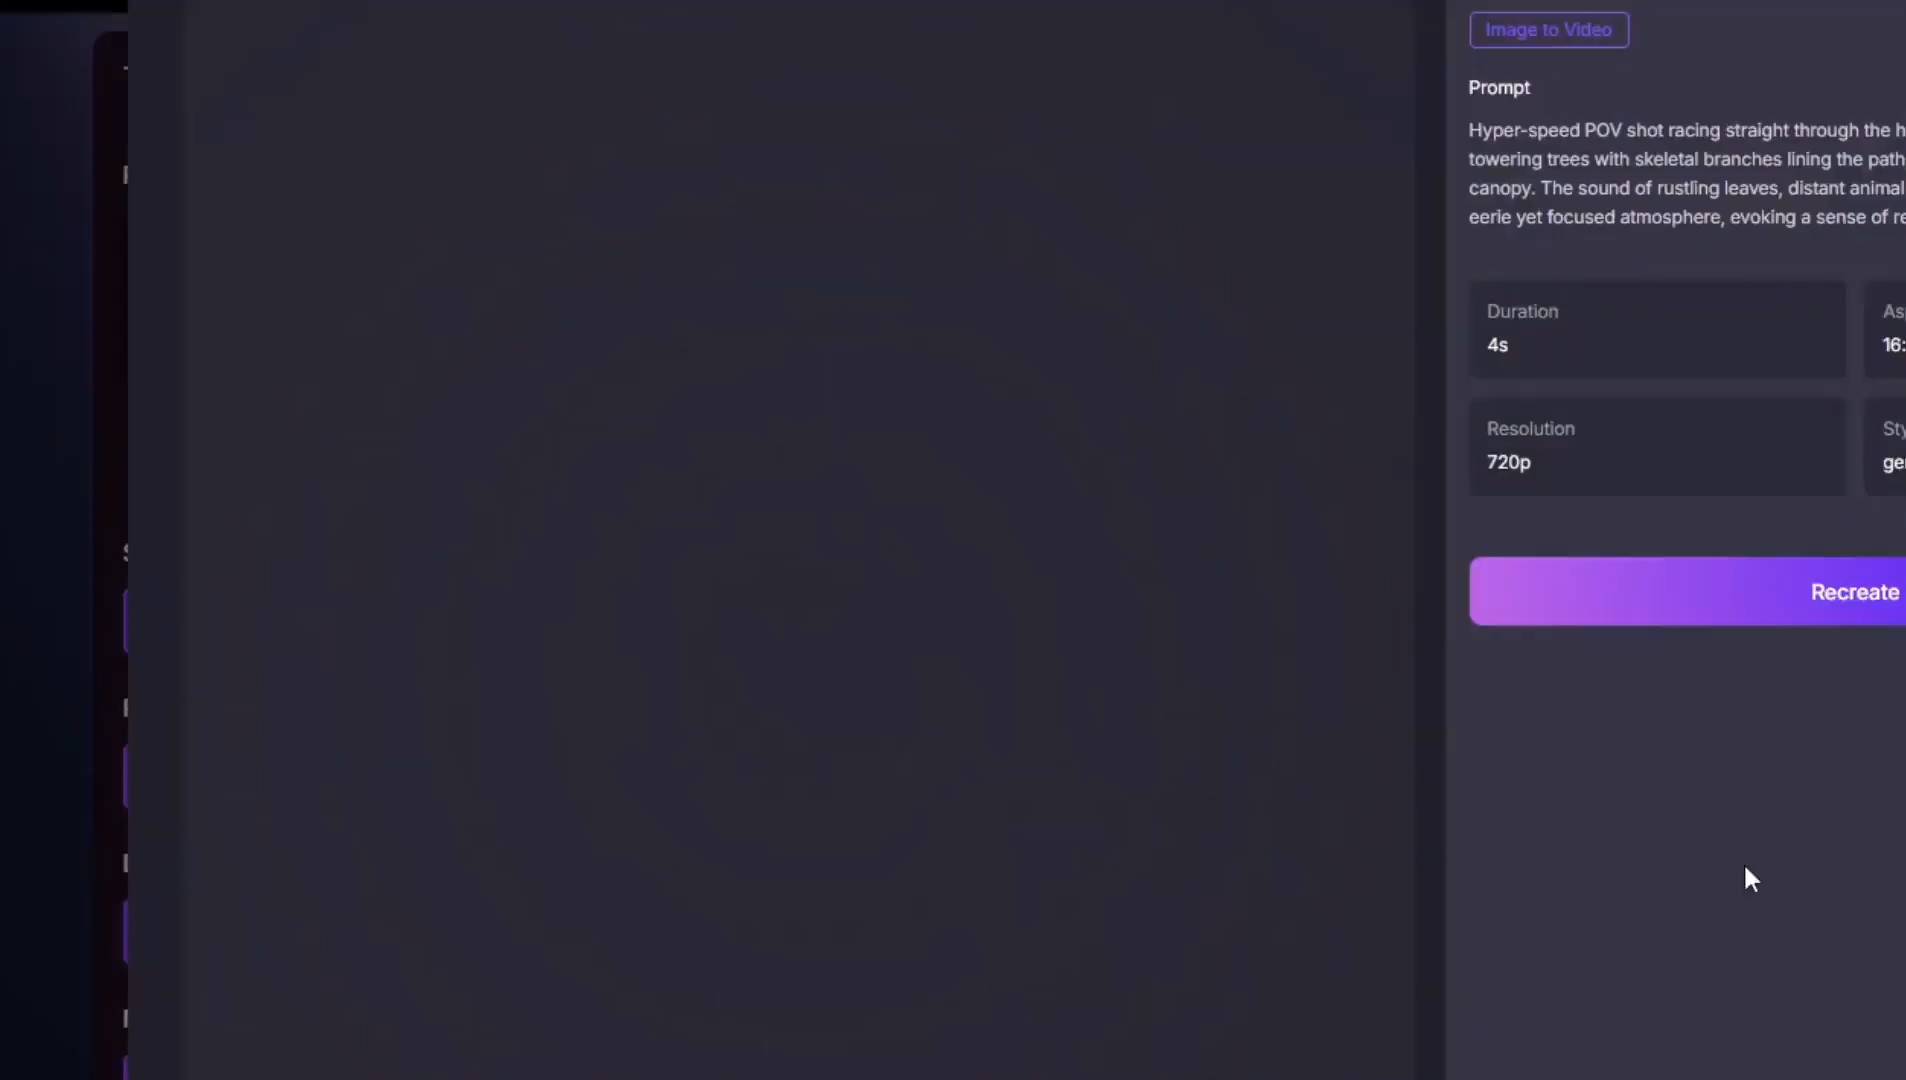 Image to Video
Prompt
Hyper-speed POV shot racing straight through the
towering trees with skeletal branches lining the path
canopy. The sound of rustling leaves, distant animal
eerie yet focused atmosphere, evoking a sense of
Duration
4s
16:
Resolution
720p
Recreate